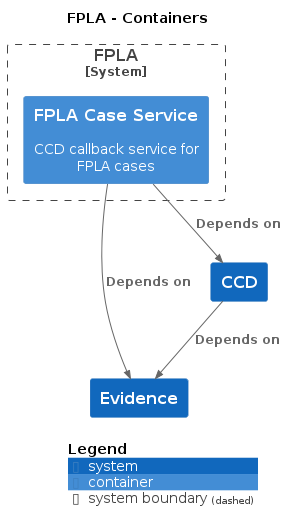 FPLA - Containers
FPLA
[System]
FPLA Case Service
CCD callback service for
FPLA cases
Depends on
CCD
Depends on
Depends on
Evidence
Legend
system
container
system boundary (dashed)